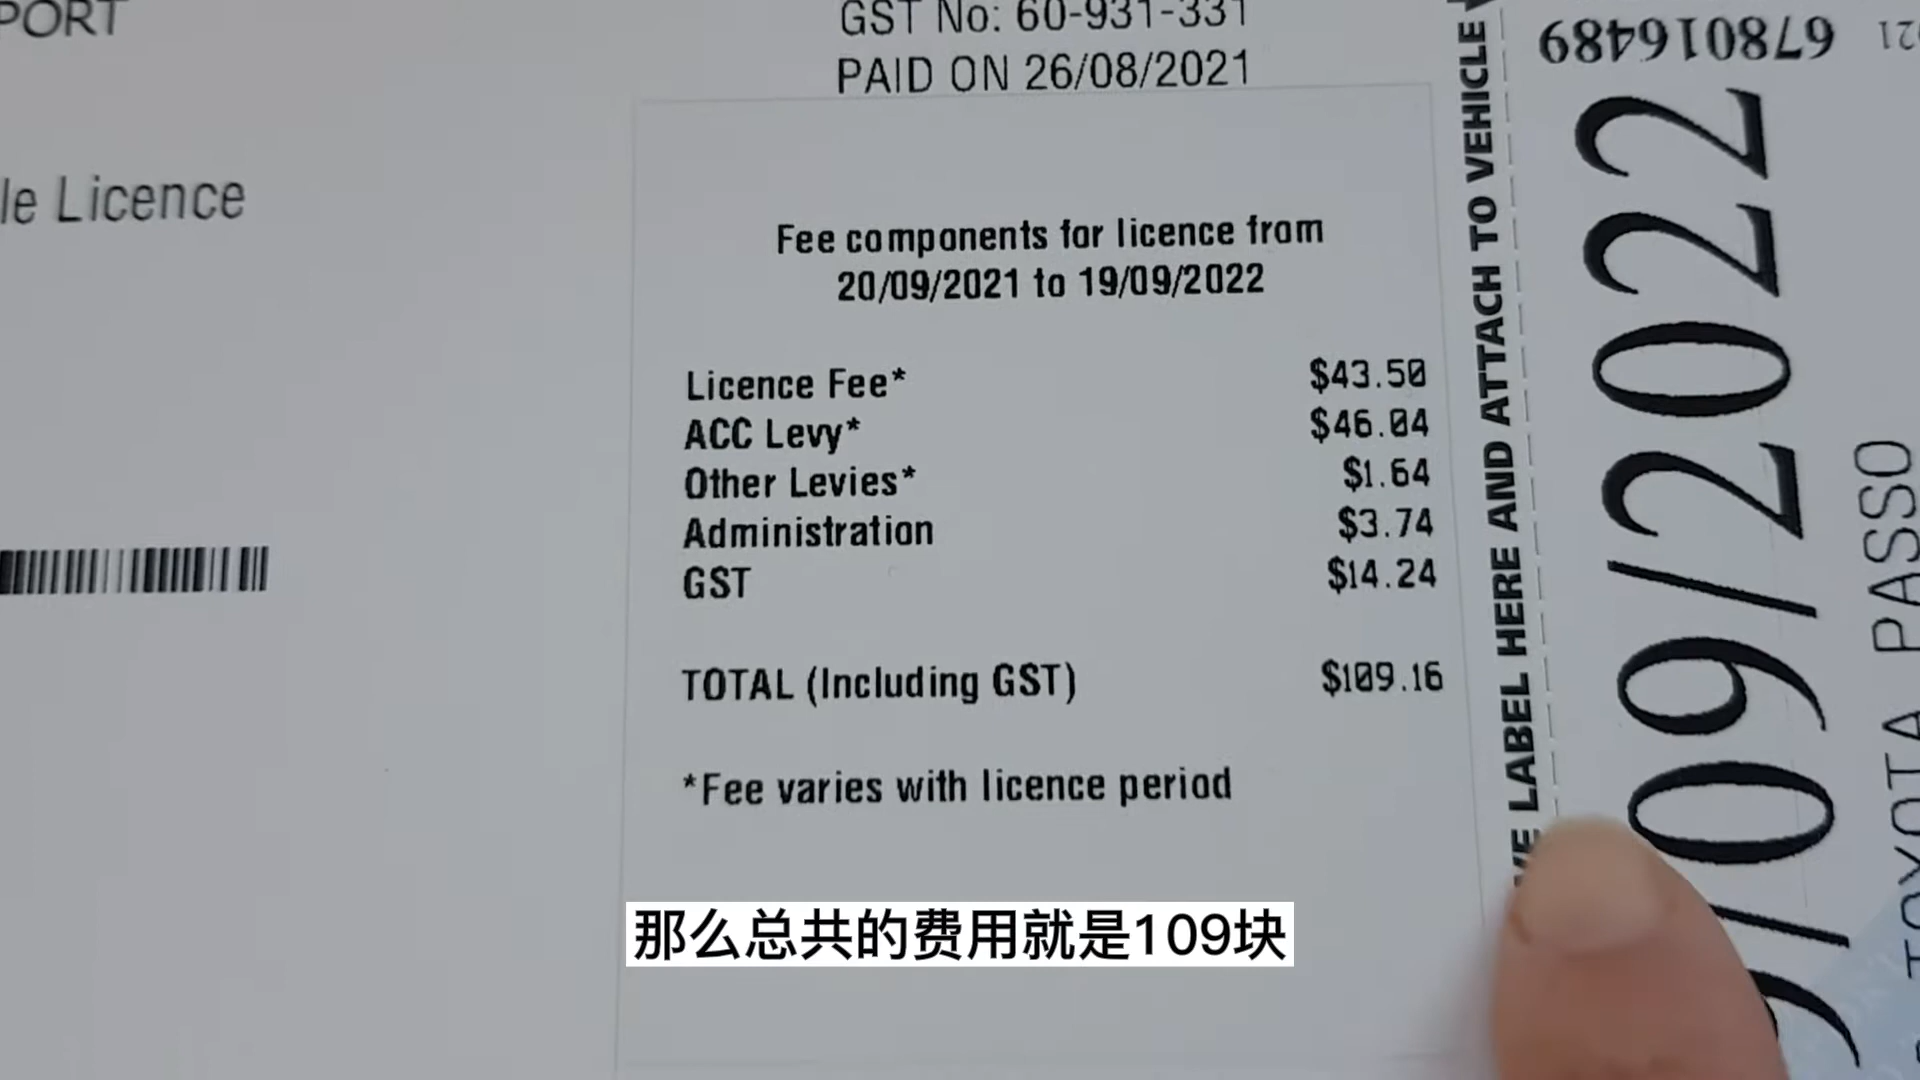 PORT
GST No: 60-931-331
PAID ON 26/08/2021
le Licence
Fee components for licence from
20/09/2021 to 19/09/2022
Licence Fee* $43.50
ACC Levy* $46.04
Other Levies* $1.64
Administration $3.74
GST $14.24
TOTAL (Including GST) $109.16
*Fee varies with licence period
VE LABEL HERE AND ATTACH TO VEHICLE
678016489
9/09/2022
TOYOTA PASSO
那么总共的费用就是109块